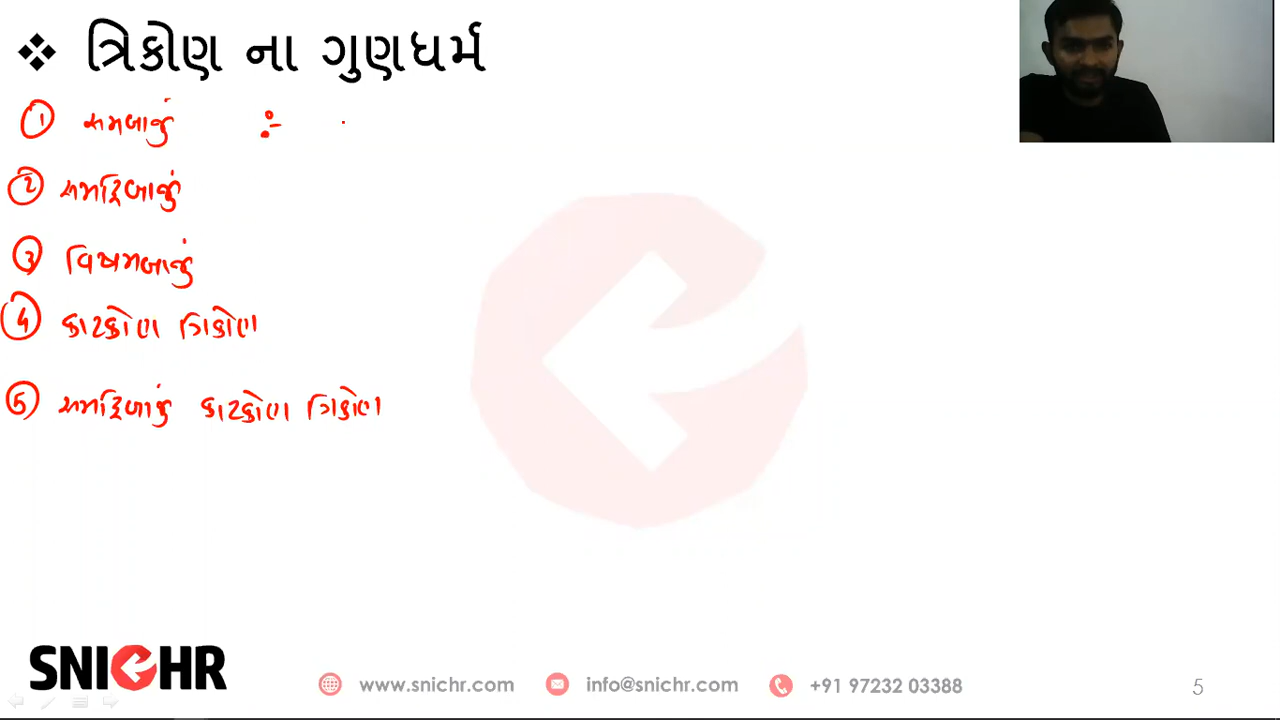 ❖ ત્રિકોણ ના ગુણધર્મ
① સમબાજું :-
② સમદ્વિબાજું
③ વિષમબાજું
④ કાટકોણ ત્રિકોણ
⑤ સમદ્વિબાજું કાટકોણ ત્રિકોણ
SNICHR www.snichr.com info@snichr.com +91 97232 03388 5